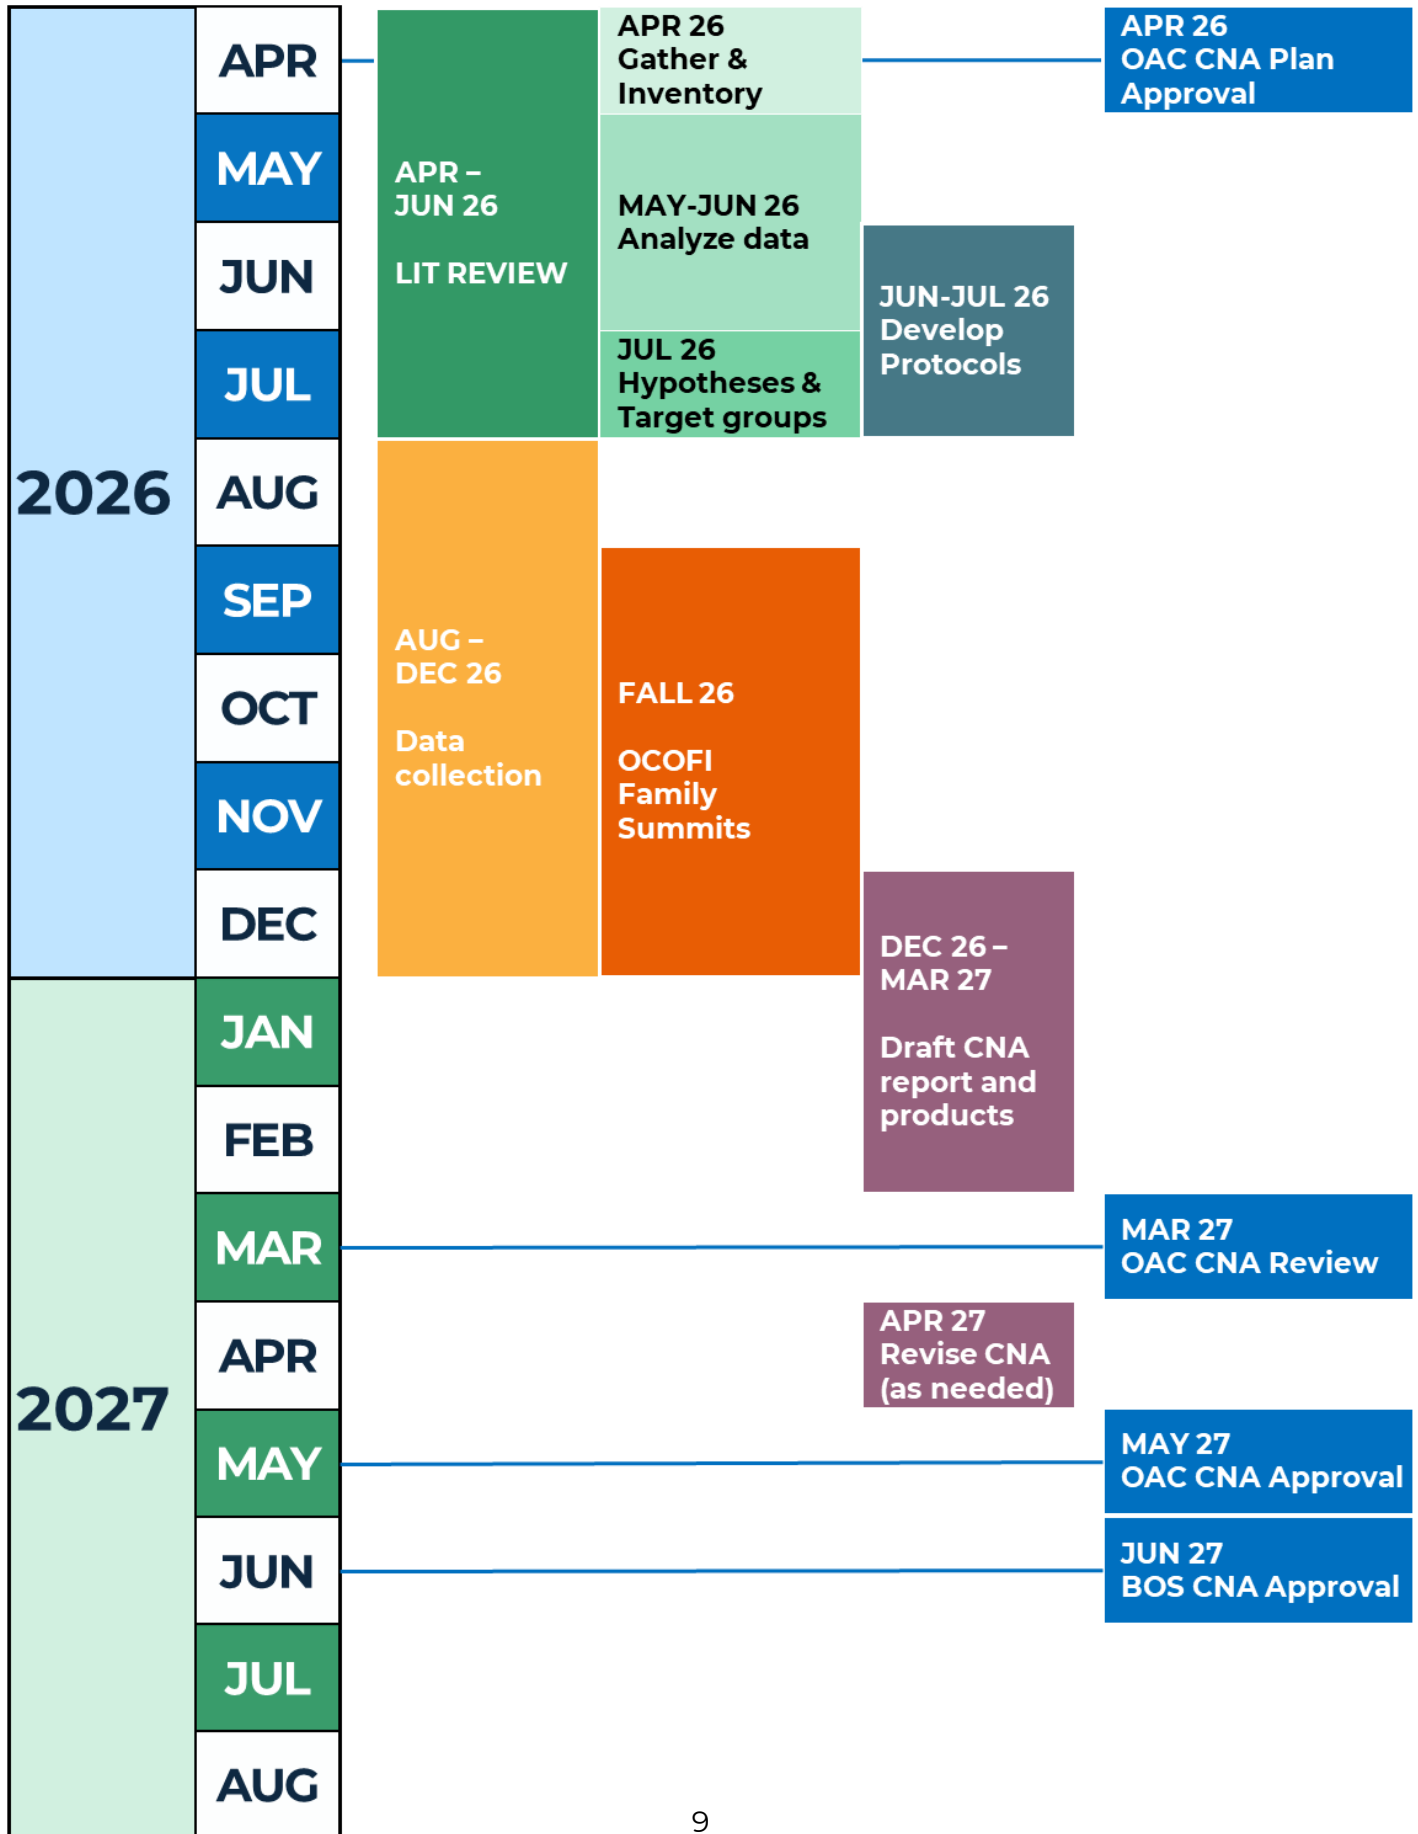 2026
APR
MAY
JUN
JUL
AUG
SEP
OCT
NOV
DEC
2027
JAN
FEB
MAR
APR
MAY
JUN
JUL
AUG
APR –
JUN 26
LIT REVIEW
APR 26
Gather &
Inventory
MAY-JUN 26
Analyze data
JUL 26
Hypotheses &
Target groups
JUN-JUL 26
Develop
Protocols
APR 26
OAC CNA Plan
Approval
AUG –
DEC 26
Data
collection
FALL 26
OCOFI
Family
Summits
DEC 26 –
MAR 27
Draft CNA
report and
products
MAR 27
OAC CNA Review
APR 27
Revise CNA
(as needed)
MAY 27
OAC CNA Approval
JUN 27
BOS CNA Approval
9